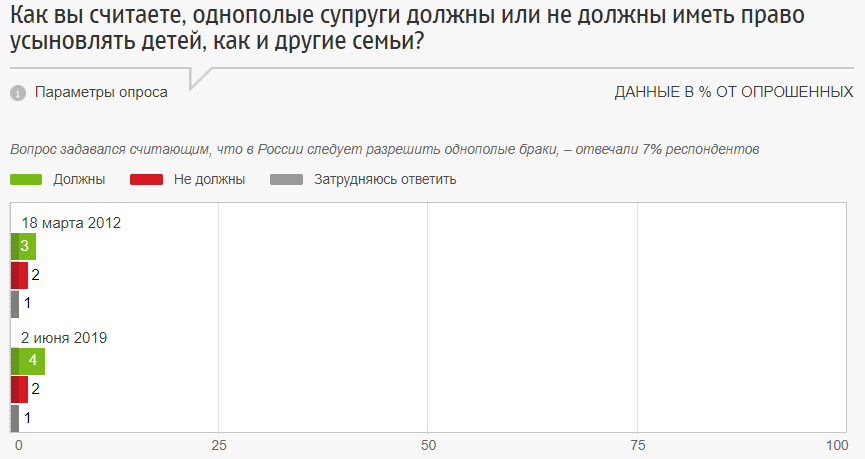 Как вы считаете, однополые супруги должны или не должны иметь право
усыновлять детей, как и другие семьи?
Параметры опроса
ДАННЫЕ В % ОТ ОПРОШЕННЫХ
Вопрос задавался считающим, что в России следует разрешить однополые браки, – отвечали 7% респондентов
Должны Не должны Затрудняюсь ответить
18 марта 2012
3
2
1
2 июня 2019
4
2
1
0 25 50 75 100